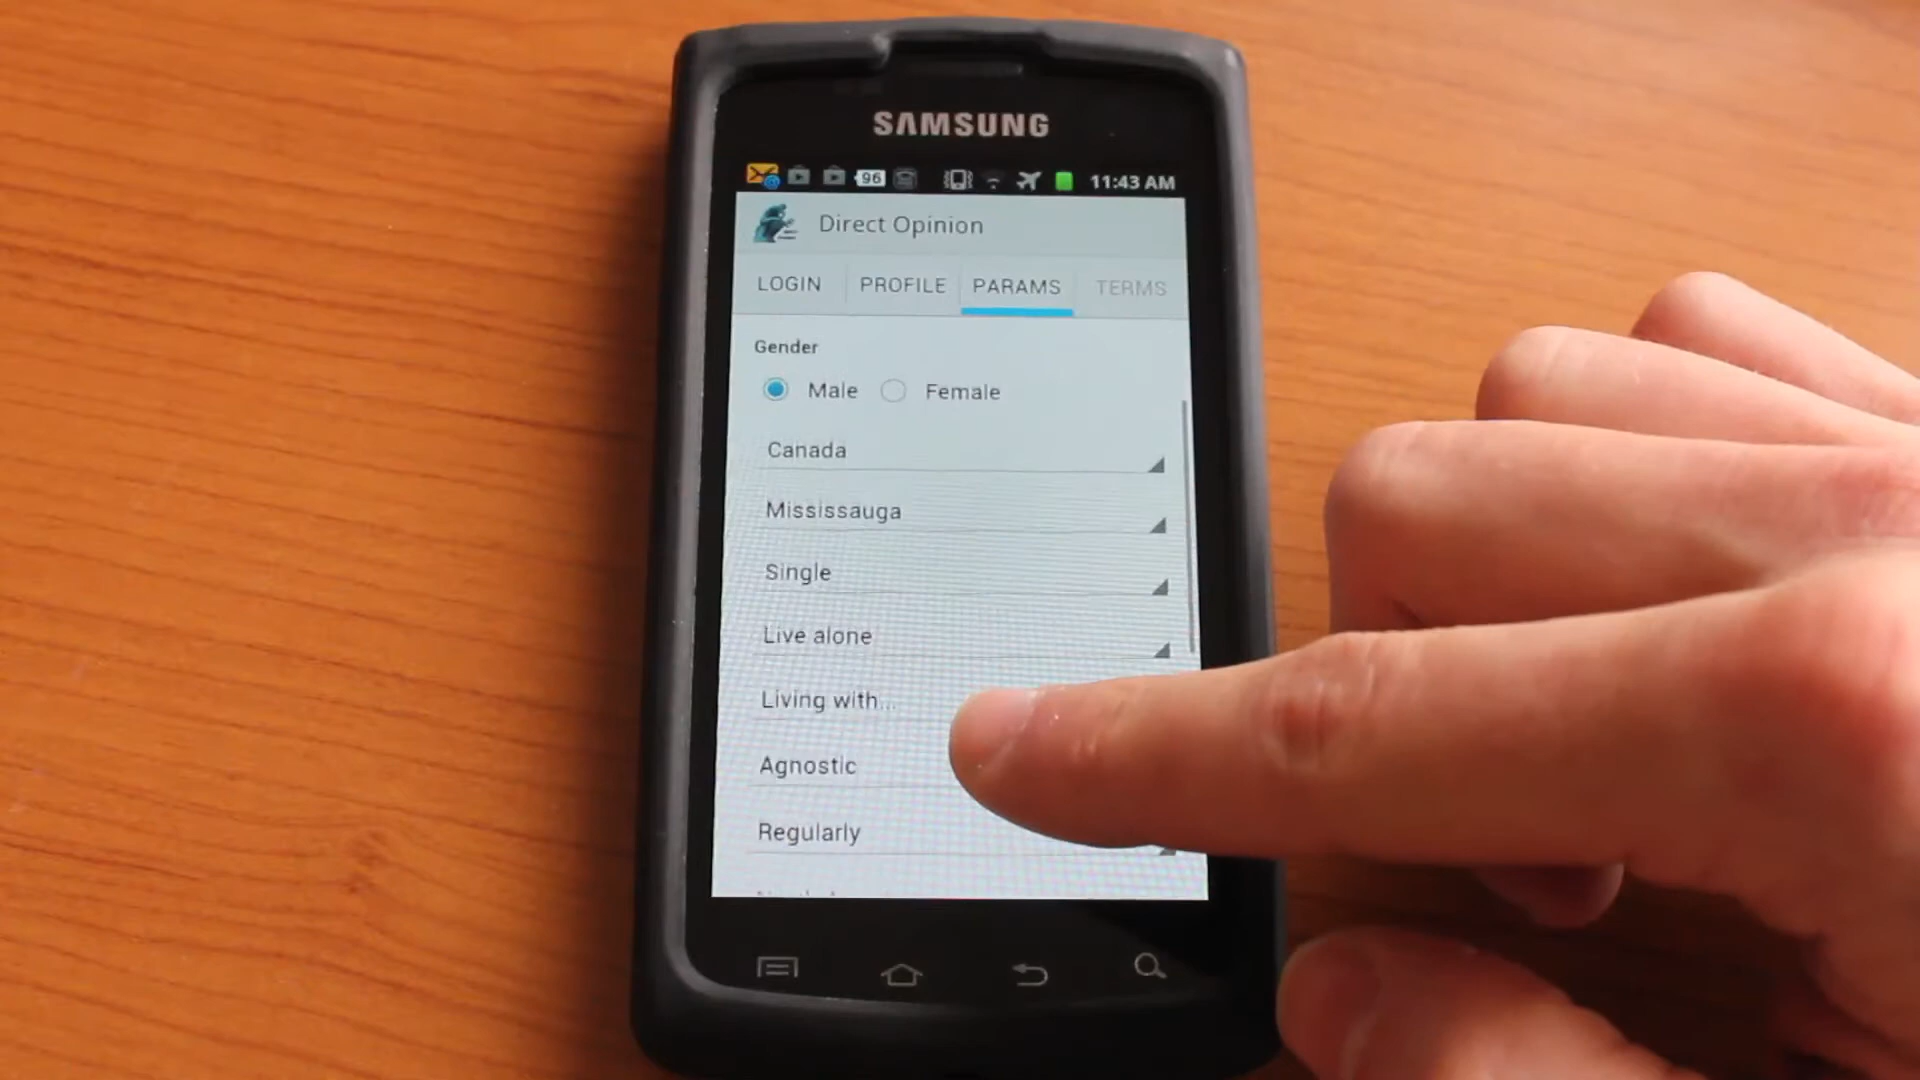 SAMSUNG
96 11:43 AM
Direct Opinion
LOGIN PROFILE PARAMS TERMS
Gender
Male Female
Canada
Mississauga
Single
Live alone
Living with...
Agnostic
Regularly